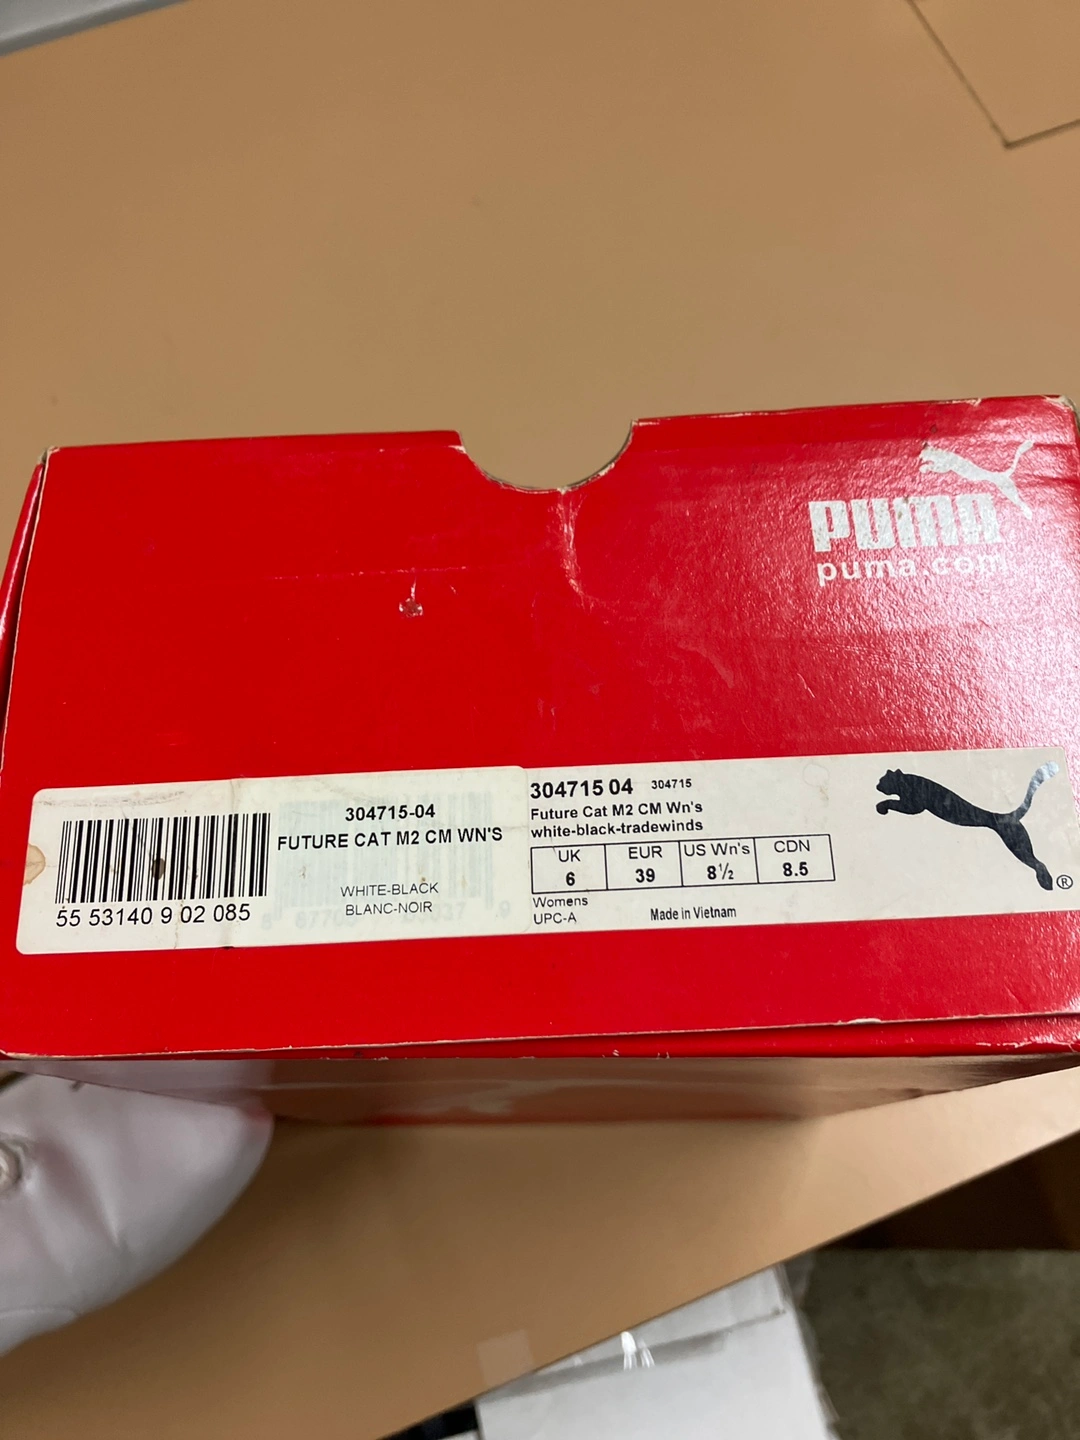 PUMA
puma.com
304715-04
FUTURE CAT M2 CM WN'S
WHITE-BLACK
BLANC-NOIR
55 53140 9 02 085
304715 04 304715
Future Cat M2 CM Wn's
white-black-tradewinds
UK EUR US Wn's CDN
6 39 8½ 8.5
Womens
UPC-A
Made in Vietnam
®